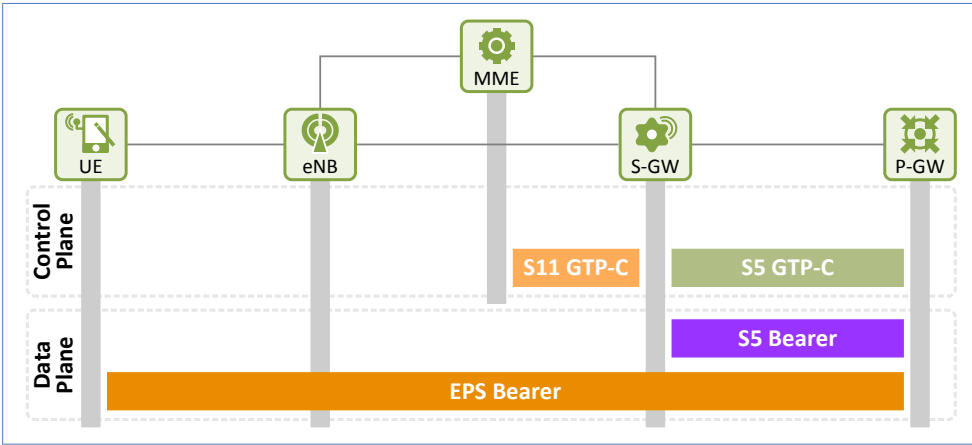 MME
UE
eNB
S-GW
P-GW
Control
Plane
S11 GTP-C
S5 GTP-C
Data
Plane
S5 Bearer
EPS Bearer